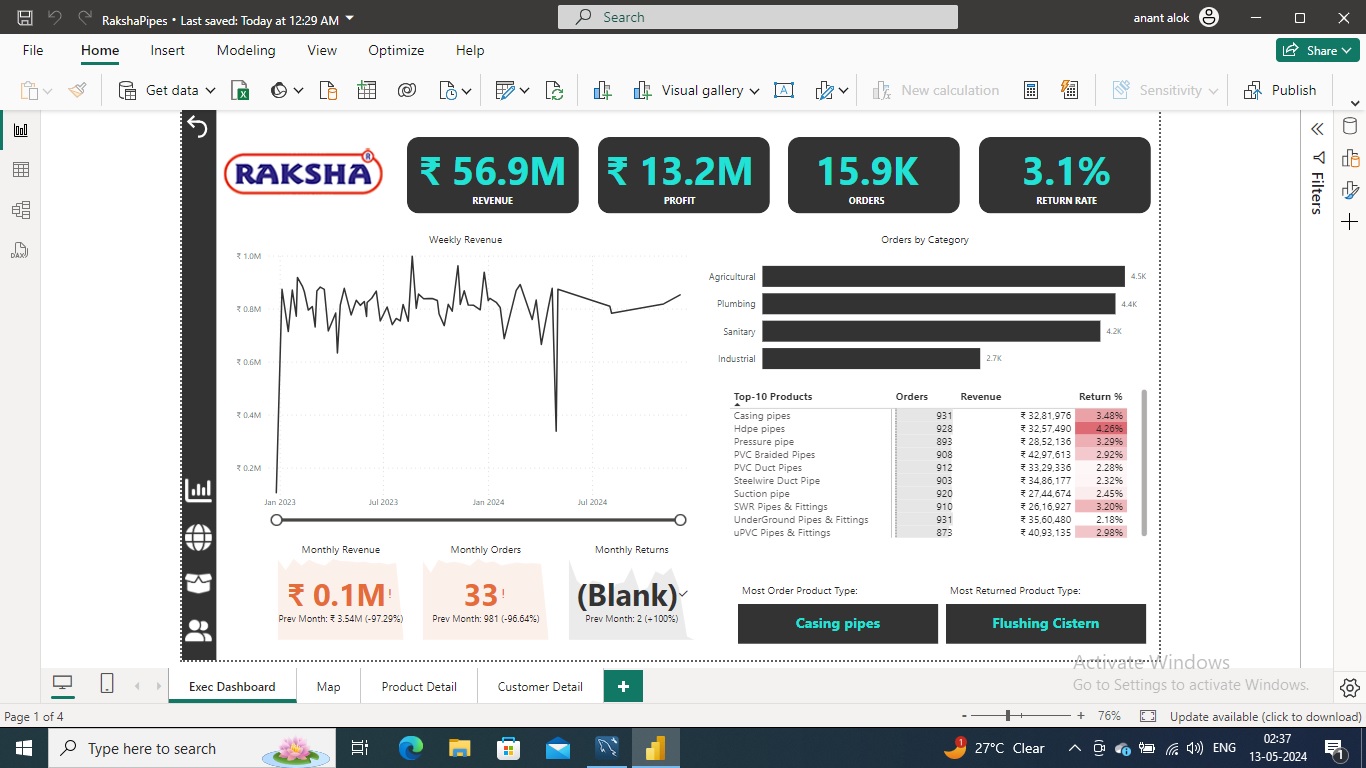 RakshaPipes • Last saved: Today at 12:29 AM
Search
anant alok
File Home Insert Modeling View Optimize Help
Share
Get data
Visual gallery
New calculation
Sensitivity
Publish
RAKSHA
R
₹ 56.9M
REVENUE
₹ 13.2M
PROFIT
15.9K
ORDERS
3.1%
RETURN RATE
Filters
Weekly Revenue
₹ 1.0M
₹ 0.8M
₹ 0.6M
₹ 0.4M
₹ 0.2M
Jan 2023 Jul 2023 Jan 2024 Jul 2024
Orders by Category
Agricultural 4.5K
Plumbing 4.4K
Sanitary 4.2K
Industrial 2.7K
Top-10 Products Orders Revenue Return %
Casing pipes 931 ₹ 32,81,976 3.48%
Hdpe pipes 928 ₹ 32,57,490 4.26%
Pressure pipe 893 ₹ 28,52,136 3.29%
PVC Braided Pipes 908 ₹ 42,97,613 2.92%
PVC Duct Pipes 912 ₹ 33,29,336 2.28%
Steelwire Duct Pipe 903 ₹ 34,86,177 2.32%
Suction pipe 920 ₹ 27,44,674 2.45%
SWR Pipes & Fittings 910 ₹ 26,16,927 3.20%
UnderGround Pipes & Fittings 931 ₹ 35,60,480 2.18%
uPVC Pipes & Fittings 873 ₹ 40,93,135 2.98%
Monthly Revenue
₹ 0.1M!
Prev Month: ₹ 3.54M (-97.29%)
Monthly Orders
33!
Prev Month: 981 (-96.64%)
Monthly Returns
(Blank)
Prev Month: 2 (+100%)
Most Order Product Type:
Casing pipes
Most Returned Product Type:
Flushing Cistern
Activate Windows
Go to Settings to activate Windows.
Exec Dashboard Map Product Detail Customer Detail +
Page 1 of 4
- + 76%
Update available (click to download)
Type here to search
27°C Clear
ENG
02:37
13-05-2024
1
DAX